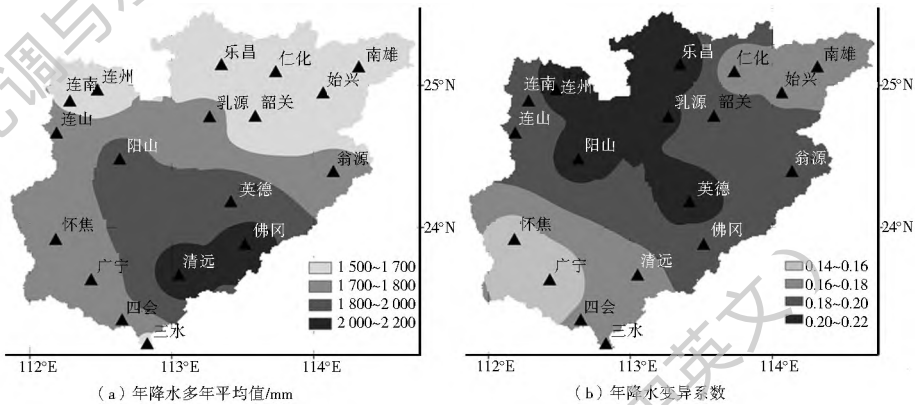 乐昌
仁化
南雄
连南
连州
始兴
25°N
连山
乳源
韶关
阳山
翁源
英德
怀焦
24°N
佛冈
广宁
清远
1 500~1 700
1 700~1 800
1 800~2 000
2 000~2 200
四会
三水
112°E
113°E
114°E
(a)年降水多年平均值/mm
乐昌
仁化
南雄
连南
连州
始兴
25°N
连山
乳源
韶关
阳山
翁源
英德
怀焦
24°N
佛冈
广宁
清远
0.14~0.16
0.16~0.18
0.18~0.20
0.20~0.22
四会
三水
112°E
113°E
114°E
(b)年降水变异系数
中英文)